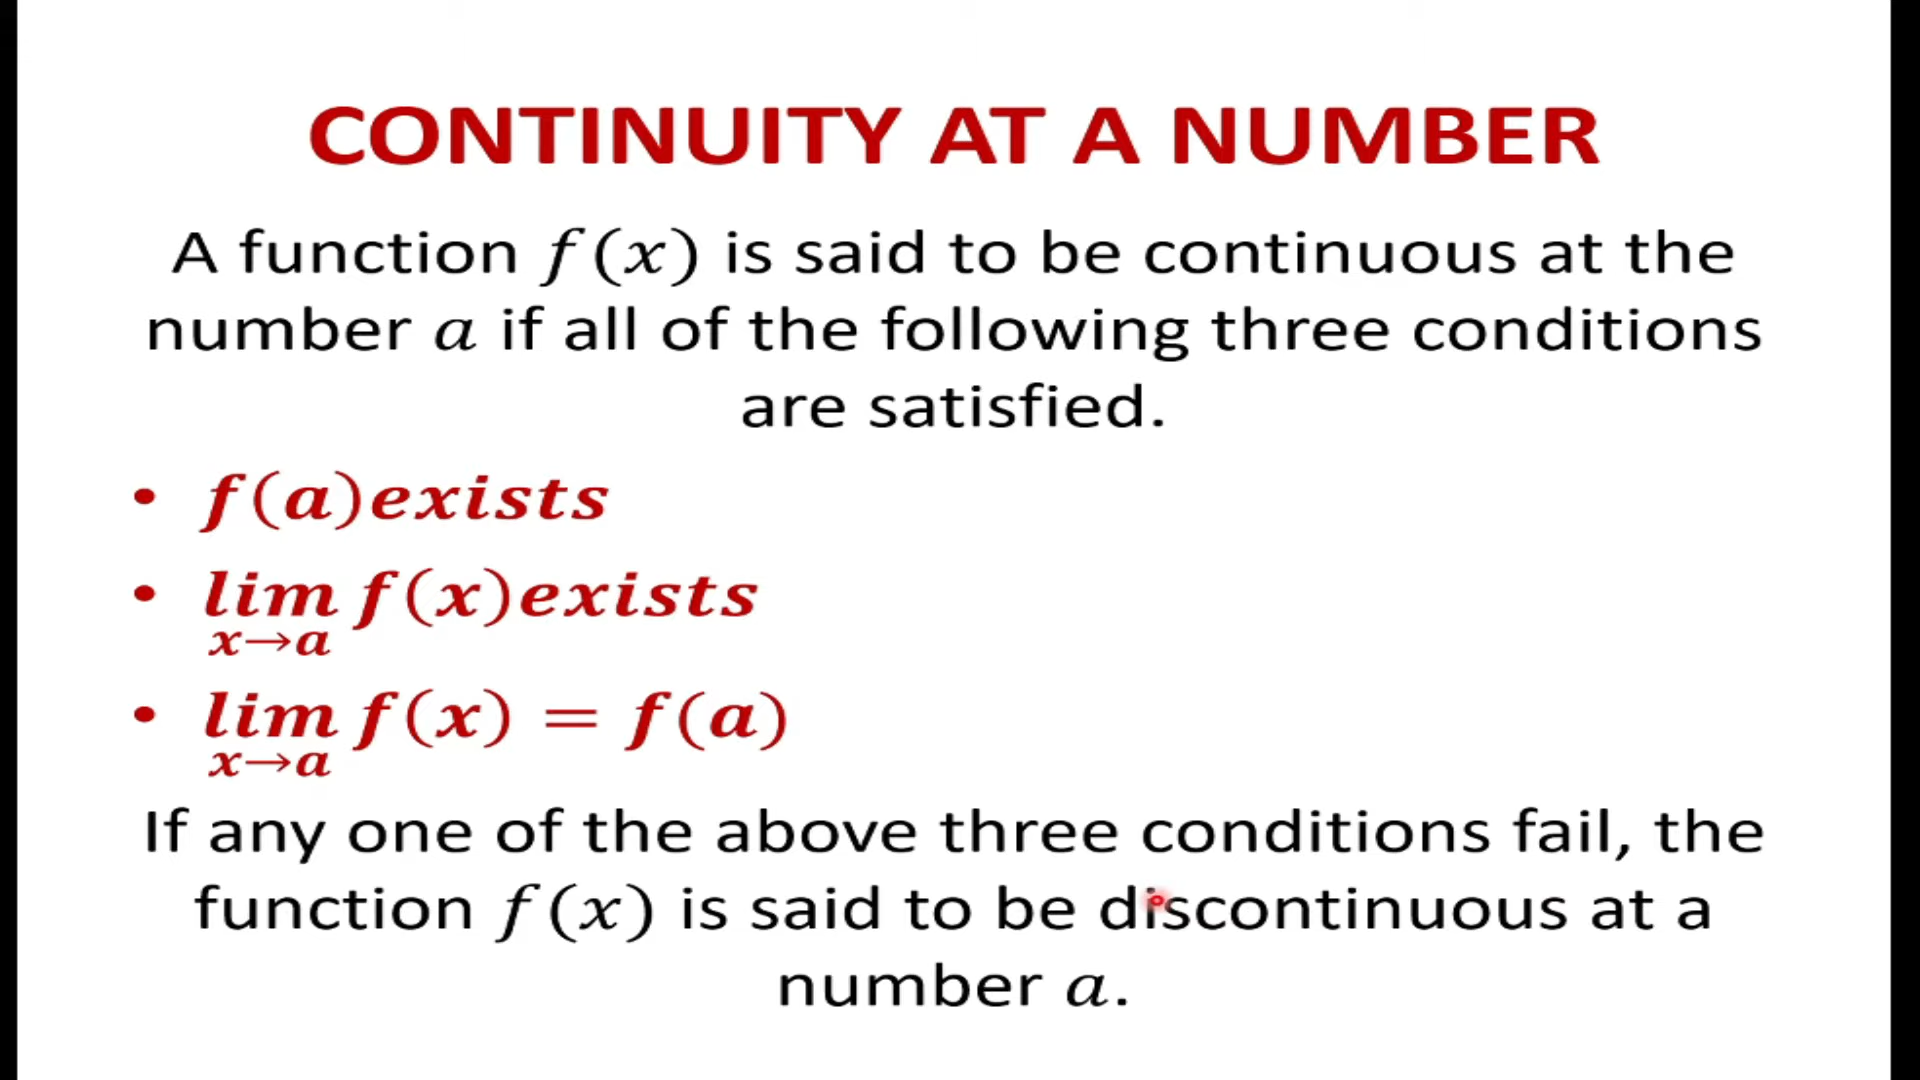 CONTINUITY AT A NUMBER
A function f(x) is said to be continuous at the
number a if all of the following three conditions
are satisfied.
• f(a)exists
• lim f(x)exists
x→a
• lim f(x) = f(a)
x→a
If any one of the above three conditions fail, the
function f(x) is said to be discontinuous at a
number a.